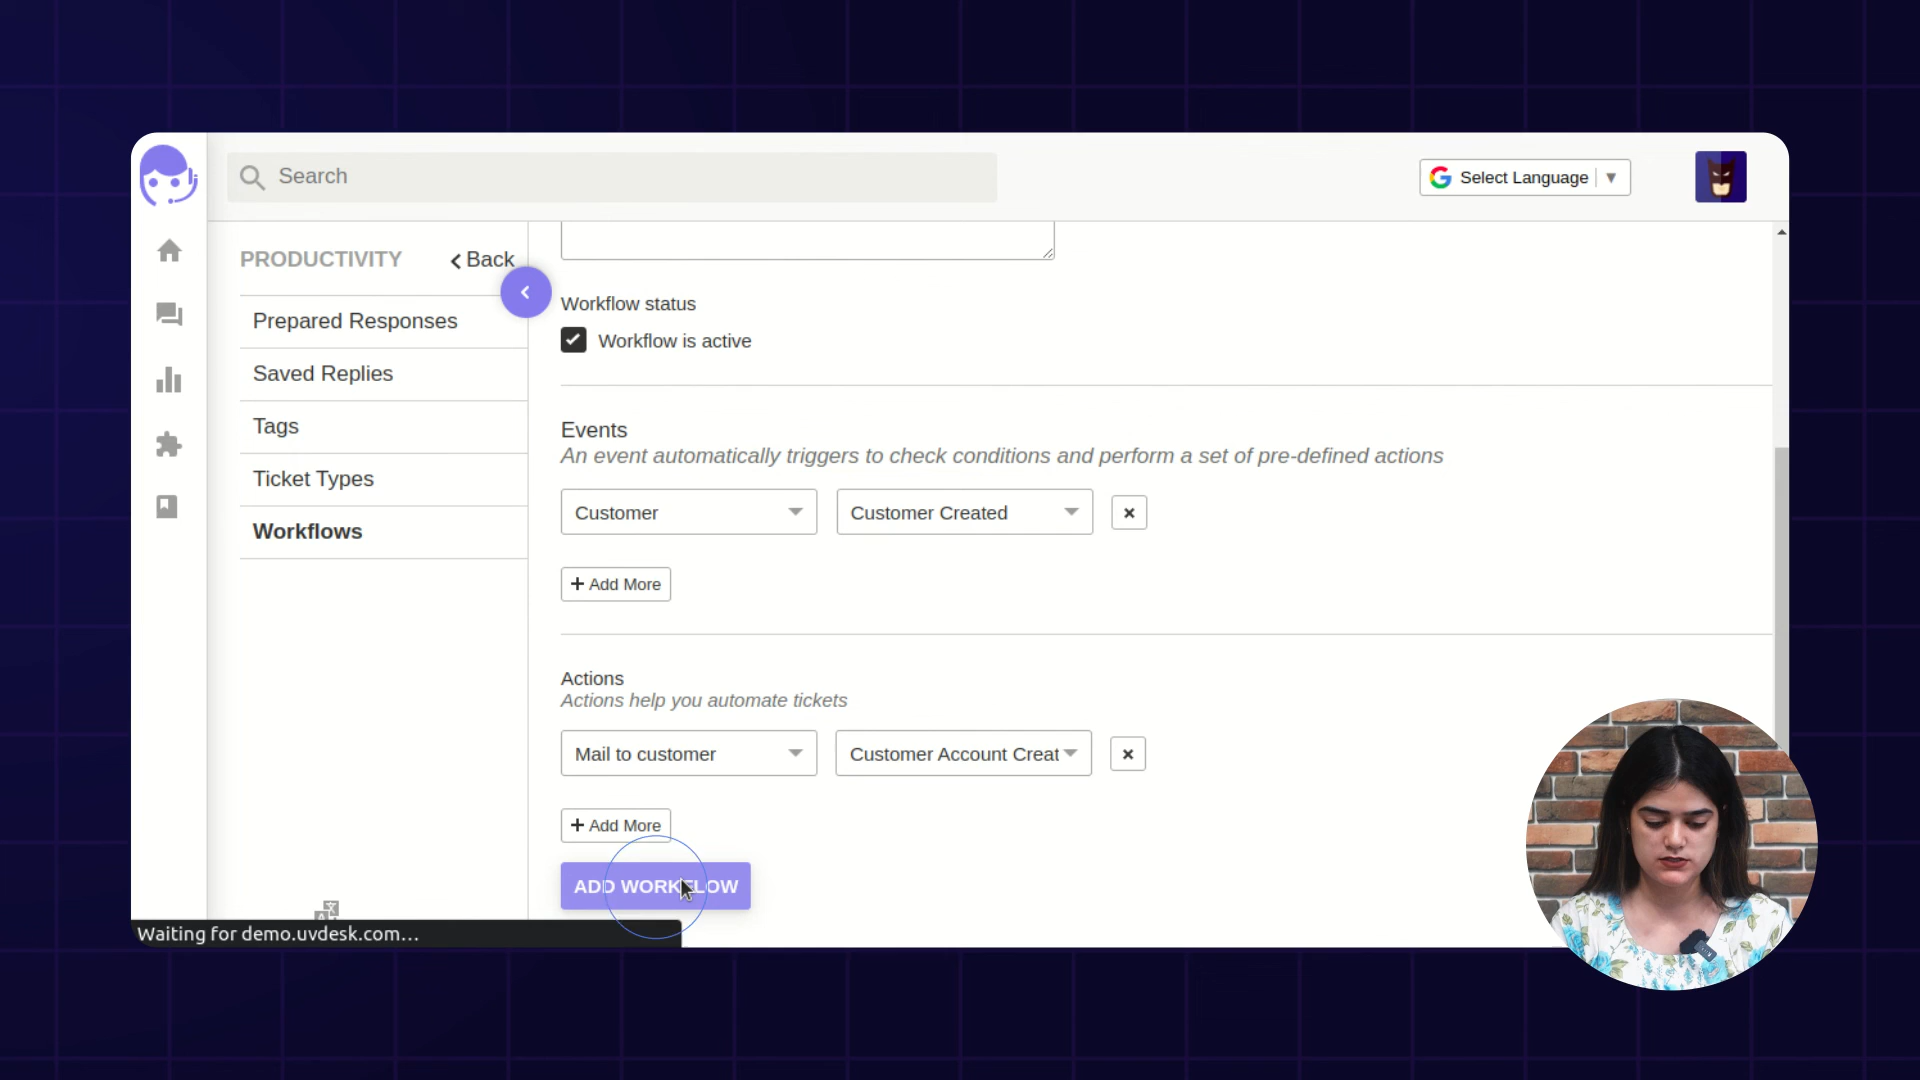 Search
Select Language ▼
PRODUCTIVITY
Back
Prepared Responses
Saved Replies
Tags
Ticket Types
Workflows
Workflow status
Workflow is active
Events
An event automatically triggers to check conditions and perform a set of pre-defined actions
Customer
Customer Created
+ Add More
Actions
Actions help you automate tickets
Mail to customer
Customer Account Creat
+ Add More
ADD WORKFLOW
Waiting for demo.uvdesk.com...